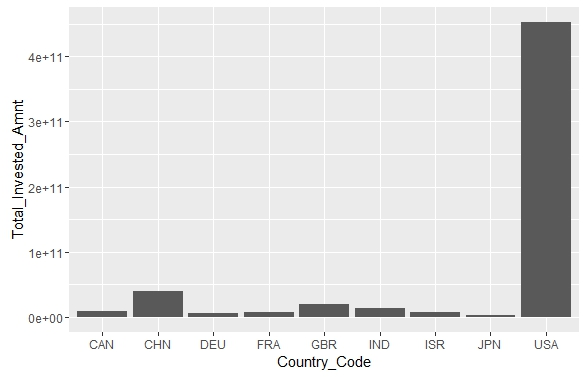 Total_Invested_Amnt
4e+11
3e+11
2e+11
1e+11
0e+00
CAN CHN DEU FRA GBR IND ISR JPN USA
Country_Code